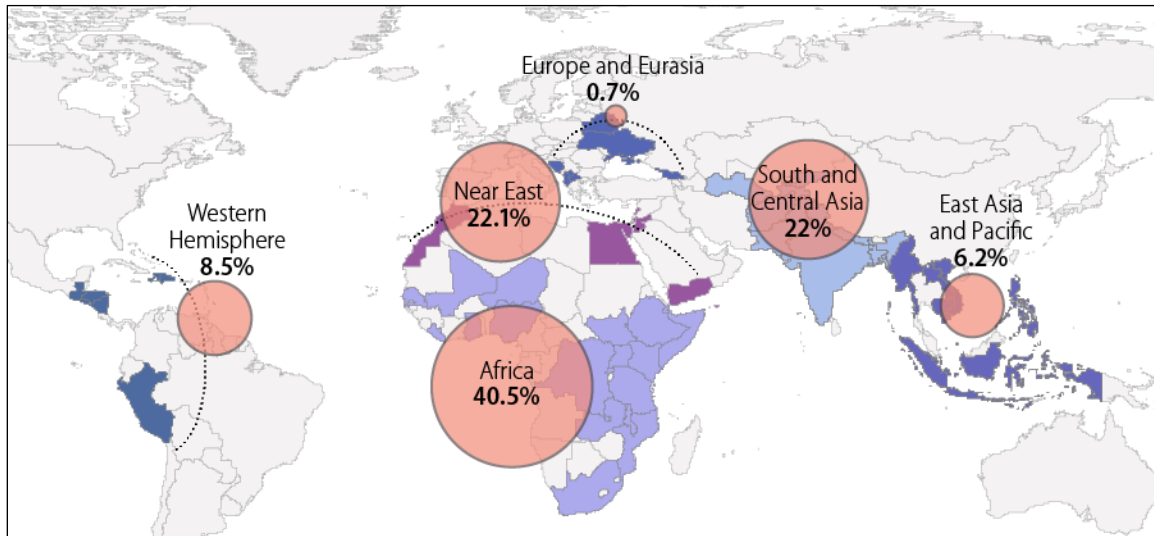 Europe and Eurasia
0.7%
Near East
22.1%
South and
Central Asia
22%
Western
Hemisphere
8.5%
East Asia
and Pacific
6.2%
Africa
40.5%